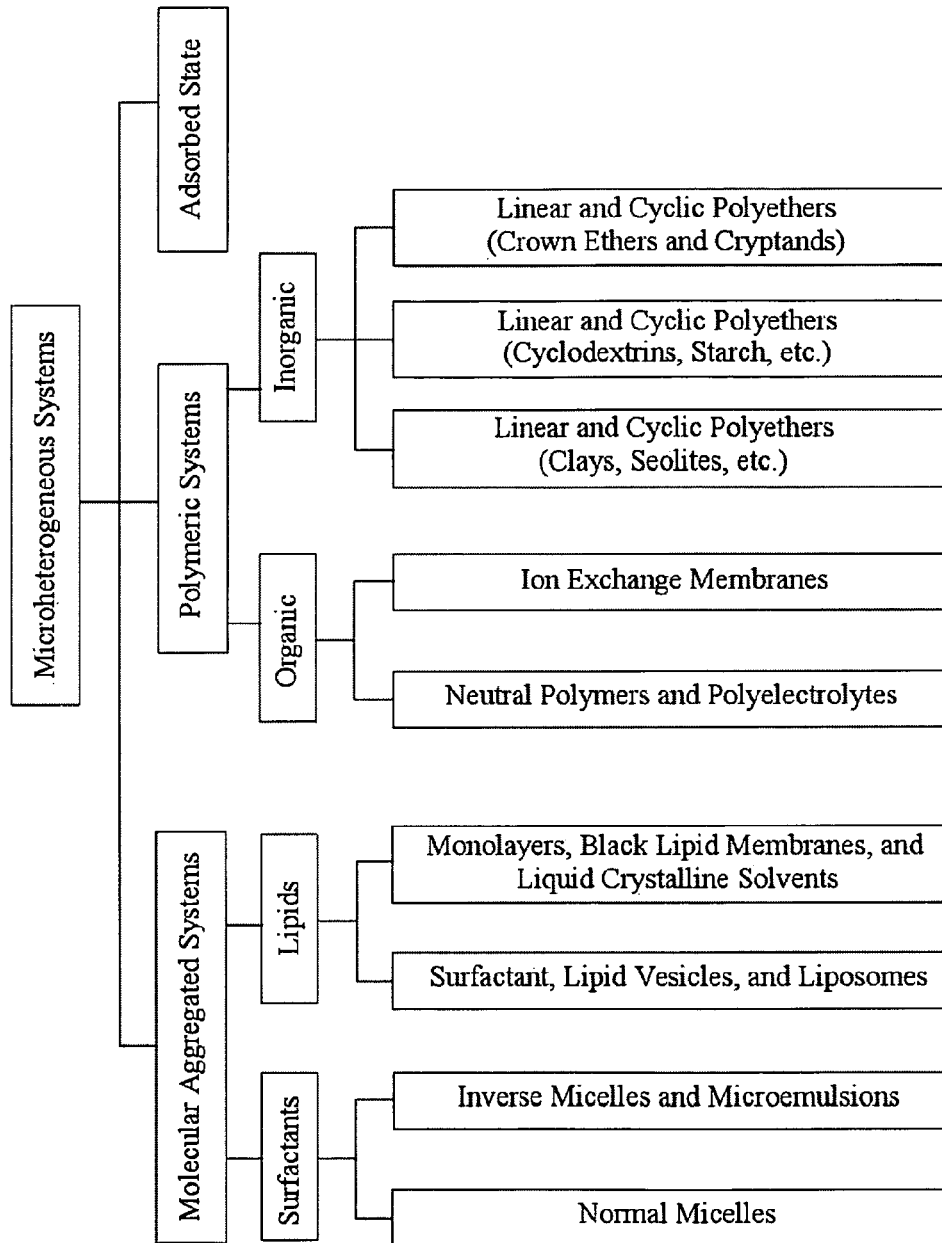 Microheterogeneous Systems
Adsorbed State
Polymeric Systems
Molecular Aggregated Systems
Inorganic
Organic
Lipids
Surfactants
Linear and Cyclic Polyethers
(Crown Ethers and Cryptands)
Linear and Cyclic Polyethers
(Cyclodextrins, Starch, etc.)
Linear and Cyclic Polyethers
(Clays, Seolites, etc.)
Ion Exchange Membranes
Neutral Polymers and Polyelectrolytes
Monolayers, Black Lipid Membranes, and
Liquid Crystalline Solvents
Surfactant, Lipid Vesicles, and Liposomes
Inverse Micelles and Microemulsions
Normal Micelles